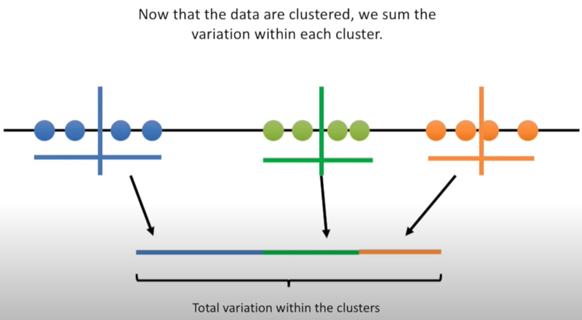 Now that the data are clustered, we sum the
variation within each cluster.
Total variation within the clusters